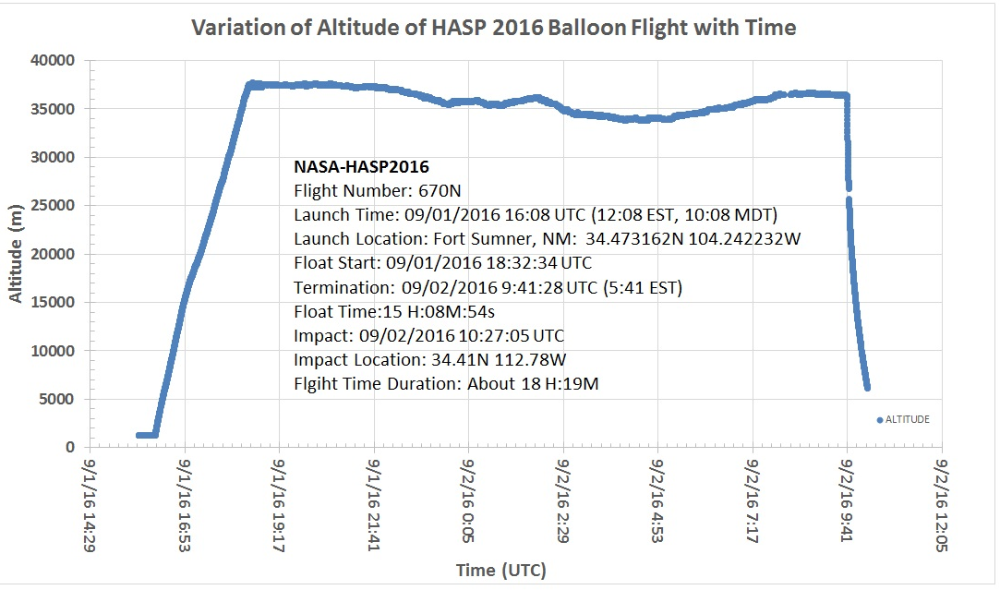 Variation of Altitude of HASP 2016 Balloon Flight with Time
40000
35000
30000
25000
20000
15000
10000
5000
0
Altitude (m)
NASA-HASP2016
Flight Number: 670N
Launch Time: 09/01/2016 16:08 UTC (12:08 EST, 10:08 MDT)
Launch Location: Fort Sumner, NM: 34.473162N 104.242232W
Float Start: 09/01/2016 18:32:34 UTC
Termination: 09/02/2016 9:41:28 UTC (5:41 EST)
Float Time:15 H:08M:54s
Impact: 09/02/2016 10:27:05 UTC
Impact Location: 34.41N 112.78W
Flgiht Time Duration: About 18 H:19M
ALTITUDE
9/1/16 14:29
9/1/16 16:53
9/1/16 19:17
9/1/16 21:41
9/2/16 0:05
9/2/16 2:29
9/2/16 4:53
9/2/16 7:17
9/2/16 9:41
9/2/16 12:05
Time (UTC)